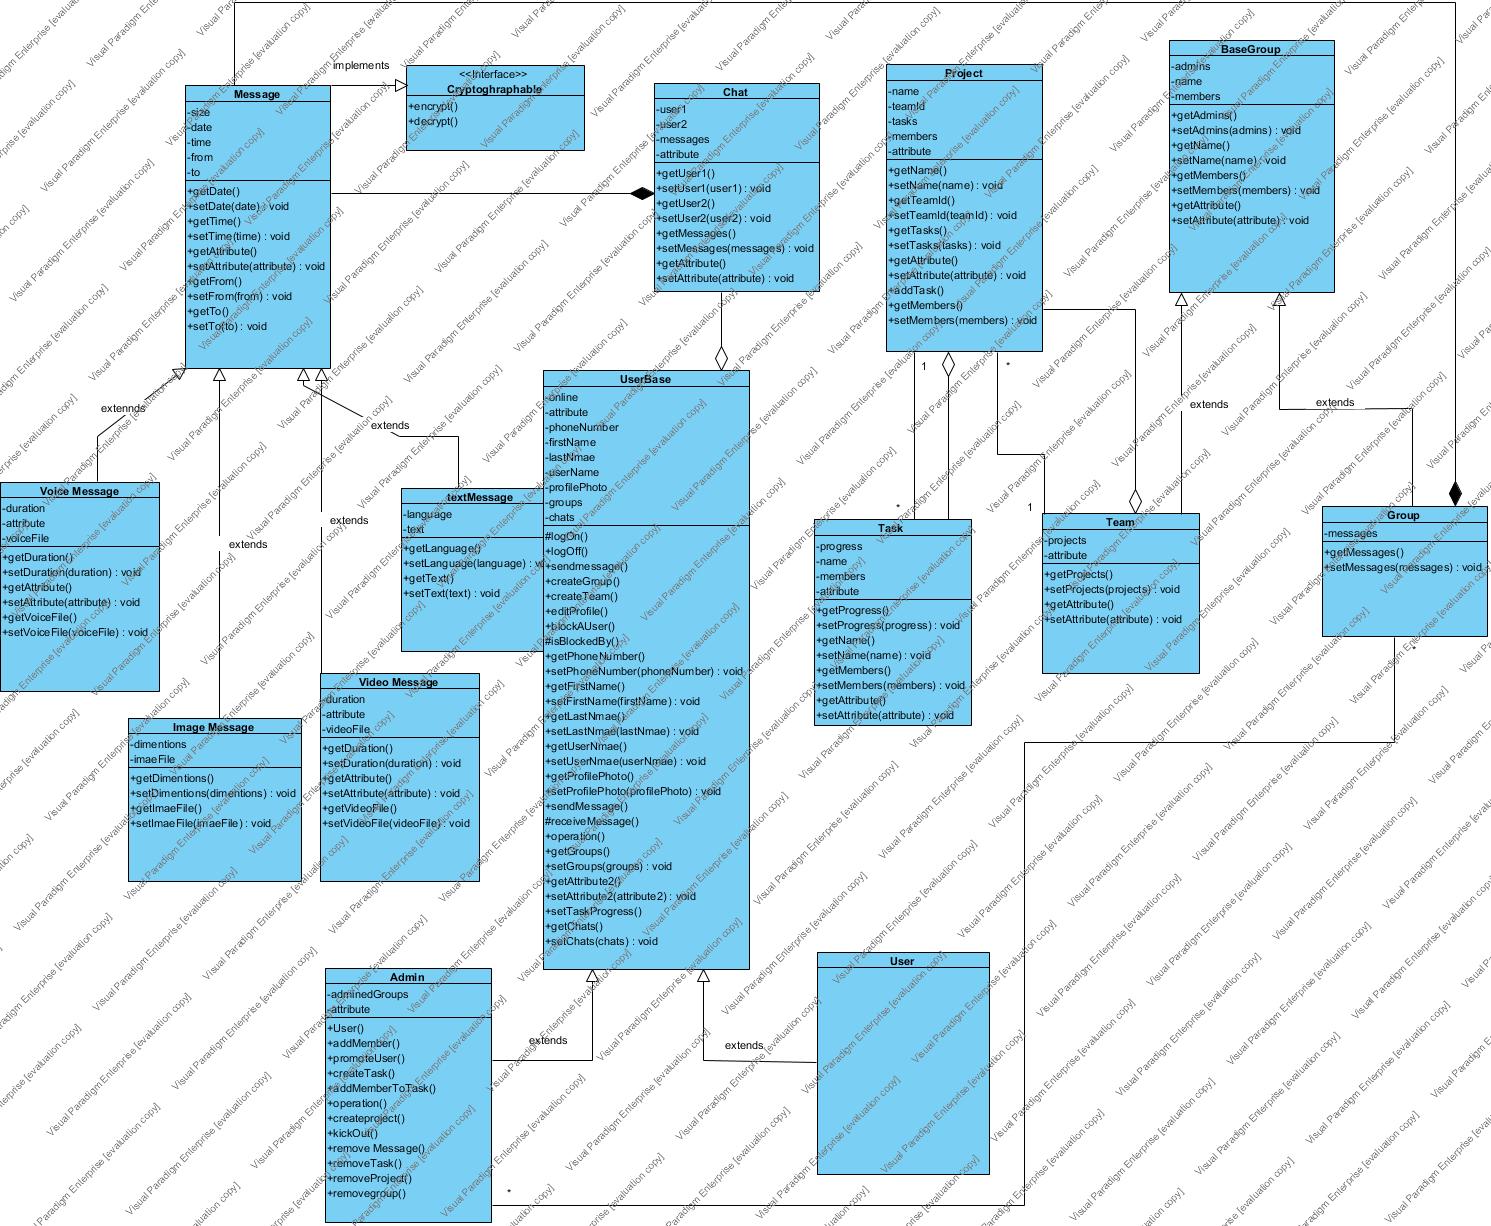 implements
<<Interface>>
Cryptoghraphable
+encrypt()
+decrypt()
Message
-size
-date
-time
-from
-to
+getDate()
+setDate(date) : void
+getTime()
+setTime(time) : void
+getAttribute()
+setAttribute(attribute) : void
+getFrom()
+setFrom(from) : void
+getTo()
+setTo(to) : void
Chat
-user1
-user2
-messages
-attribute
+getUser1()
+setUser1(user1) : void
+getUser2()
+setUser2(user2) : void
+getMessages()
+setMessages(messages) : void
+getAttribute()
+setAttribute(attribute) : void
Project
-name
-teamId
-tasks
-members
-attribute
+getName()
+setName(name) : void
+getTeamId()
+setTeamId(teamId) : void
+getTasks()
+setTasks(tasks) : void
+getAttribute()
+setAttribute(attribute) : void
+addTask()
+getMembers()
+setMembers(members) : void
BaseGroup
-admins
-name
-members
+getAdmins()
+setAdmins(admins) : void
+getName()
+setName(name) : void
+getMembers()
+setMembers(members) : void
+getAttribute()
+setAttribute(attribute) : void
extennds
extends
extends
extends
1
*
extends
extends
*
1
Voice Message
-duration
-attribute
-voiceFile
+getDuration()
+setDuration(duration) : void
+getAttribute()
+setAttribute(attribute) : void
+getVoiceFile()
+setVoiceFile(voiceFile) : void
textMessage
-language
-text
+getLanguage()
+setLanguage(language) : vo
+getText()
+setText(text) : void
UserBase
-online
-attribute
-phoneNumber
-firstName
-lastNmae
-userName
-profilePhoto
-groups
-chats
#logOn()
+logOff()
+sendmessage()
+createGroup()
+createTeam()
+editProfile()
+blockAUser()
#isBlockedBy()
+getPhoneNumber()
+setPhoneNumber(phoneNumber) : void
+getFirstName()
+setFirstName(firstName) : void
+getLastNmae()
+setLastNmae(lastNmae) : void
+getUserNmae()
+setUserNmae(userNmae) : void
+getProfilePhoto()
+setProfilePhoto(profilePhoto) : void
+sendMessage()
#receiveMessage()
+operation()
+getGroups()
+setGroups(groups) : void
+getAttribute2()
+setAttribute2(attribute2) : void
+setTaskProgress()
+getChats()
+setChats(chats) : void
Task
-progress
-name
-members
-attribute
+getProgress()
+setProgress(progress) : void
+getName()
+setName(name) : void
+getMembers()
+setMembers(members) : void
+getAttribute()
+setAttribute(attribute) : void
Team
-projects
-attribute
+getProjects()
+setProjects(projects) : void
+getAttribute()
+setAttribute(attribute) : void
Group
-messages
+getMessages()
+setMessages(messages) : void
*
Image Message
-dimentions
-imaeFile
+getDimentions()
+setDimentions(dimentions) : void
+getImaeFile()
+setImaeFile(imaeFile) : void
Video Message
-duration
-attribute
-videoFile
+getDuration()
+setDuration(duration) : void
+getAttribute()
+setAttribute(attribute) : void
+getVideoFile()
+setVideoFile(videoFile) : void
Admin
-adminedGroups
-attribute
+User()
+addMember()
+promoteUser()
+createTask()
+addMemberToTask()
+operation()
+createproject()
+kickOut()
+remove Message()
+removeTask()
+removeProject()
+removegroup()
extends
extends
User
*
Visual Paradigm Enterprise [evaluation copy]